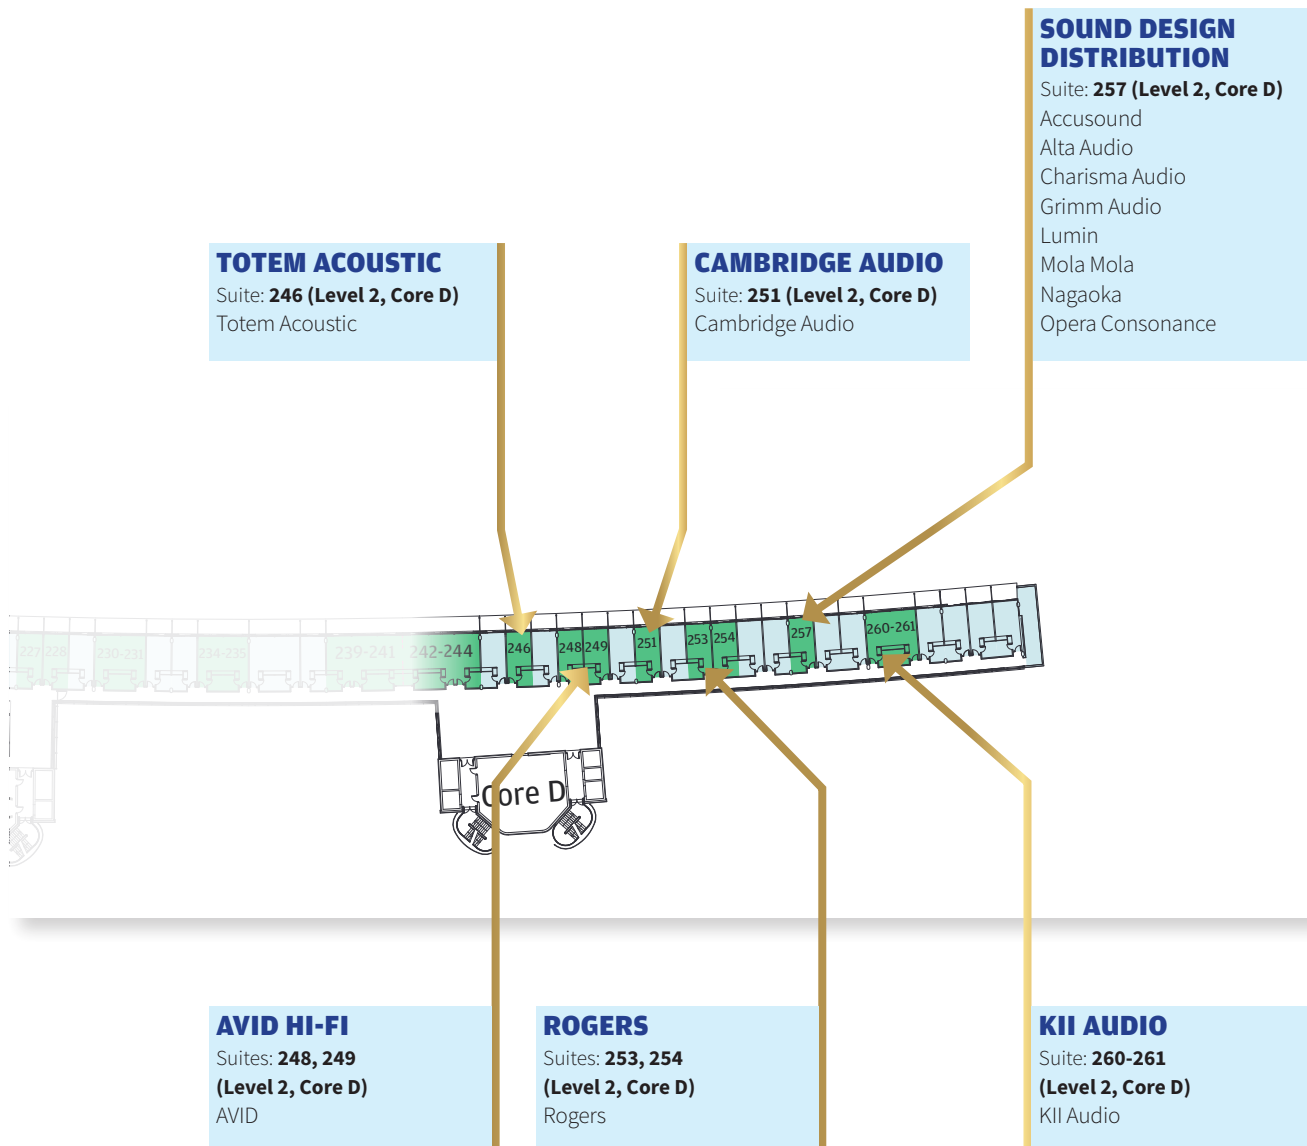 SOUND DESIGN
DISTRIBUTION
Suite: 257 (Level 2, Core D)
Accusound
Alta Audio
Charisma Audio
Grimm Audio
Lumin
Mola Mola
Nagaoka
Opera Consonance
TOTEM ACOUSTIC
Suite: 246 (Level 2, Core D)
Totem Acoustic
CAMBRIDGE AUDIO
Suite: 251 (Level 2, Core D)
Cambridge Audio
227
228
230-231
234-235
239-241
242-244
246
248
249
251
253
254
257
260-261
Core D
AVID HI-FI
Suites: 248, 249
(Level 2, Core D)
AVID
ROGERS
Suites: 253, 254
(Level 2, Core D)
Rogers
KII AUDIO
Suite: 260-261
(Level 2, Core D)
KII Audio